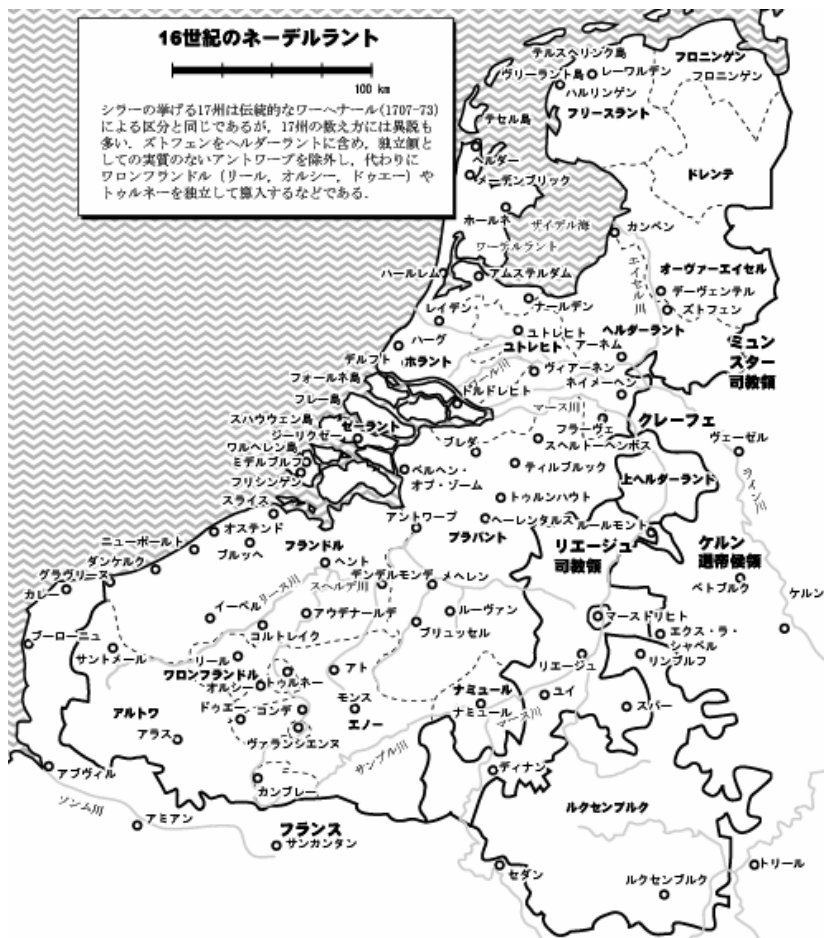 16世紀のネーデルラント
100 km
シラーの挙げる17州は伝統的なワーヘナール(1707-73)
による区分と同じであるが，17州の数え方には異説も
多い．ズトフェンをヘルダーラントに含め，独立領と
しての実質のないアントワープを除外し，代わりに
ワロンフランドル（リール，オルシー，ドゥエー）や
トゥルネーを独立して算入するなどである．
テルスヘリンク島
フロニンゲン
ヴリーラント島
レーワルデン
フロニンゲン
ハルリンゲン
フリースラント
テセル島
ドレンテ
ヘルダー
メーデンブリック
ホールネ
ザイデル海
カンペン
ワーテルラント
エイセル川
オーヴァーエイセル
ハールレム
アムステルダム
デーヴェンテル
ナールデン
ズトフェン
レイデン
ユトレヒト
ヘルダーラント
ハーグ
ユトレヒト
アーネム
ミュン
スター
司教領
デルフト
ホラント
ワール川
ヴィアーネン
フォールネ島
ドルドレヒト
ネイメーヘン
フレー島
マース川
クレーフェ
スハウウェン島
ゼーラント
フラーヴェ
ジーリクゼー
ブレダ
スヘルトーヘンボス
ヴェーゼル
ワルヘレン島
ミデルブルフ
ベルヘン・
オプ・ゾーム
ティルブルック
上ヘルダーラント
ライン川
フリシンゲン
トゥルンハウト
スライス
アントワープ
ヘーレンタルス
ルールモント
オステンド
ニューポールト
ブルッヘ
フランドル
ブラバント
リエージュ
司教領
ケルン
選帝侯領
ダンケルク
ヘント
グラヴリーヌ
リース川
スヘルデ川
デンデルモンデ
メヘレン
ベトブルク
カレー
ケルン
イーペル
アウデナールデ
ルーヴァン
マースドリヒト
ブーローニュ
コルトレイク
ブリュッセル
エクス・ラ・
シャペル
サントメール
リール
アト
リエージュ
リンブルフ
ワロンフランドル
トゥルネー
オルシー
ナミュール
アルトワ
ドゥエー
コンデ
モンス
ナミュール
ユイ
スパー
エノー
マース川
アラス
ヴァランシエンヌ
サンブル川
アブヴィル
カンブレー
ディナン
ソンム川
ルクセンブルク
アミアン
フランス
サンカンタン
セダン
トリール
ルクセンブルク